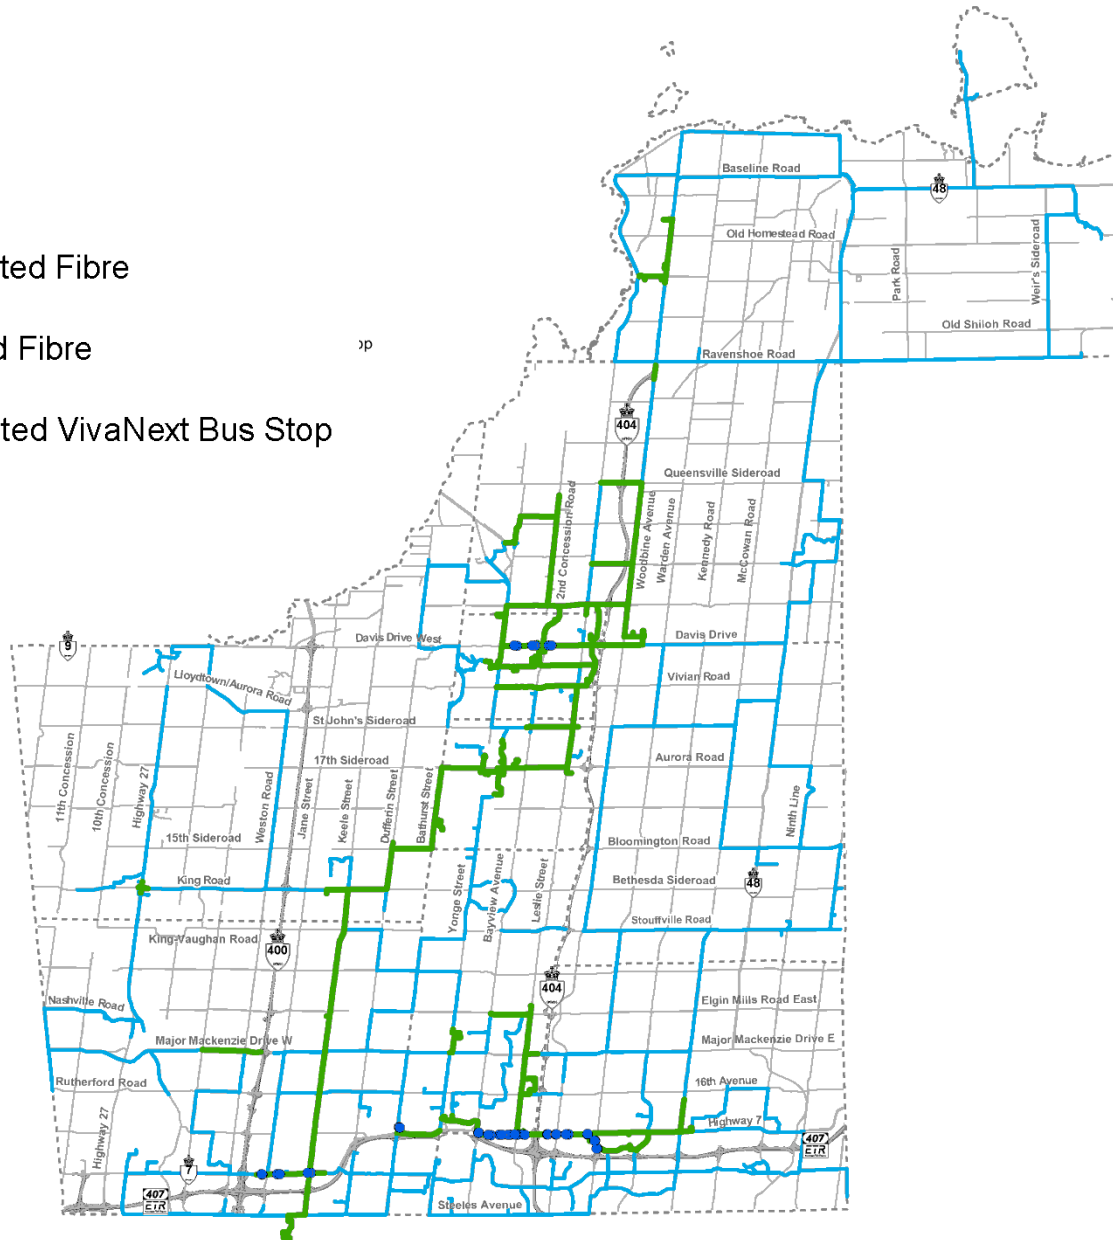 Baseline Road
48
Old Homestead Road
Park Road
Weir's Sideroad
ted Fibre
Old Shiloh Road
d Fibre
op
Ravenshoe Road
404
ted VivaNext Bus Stop
Queensville Sideroad
2nd Concession Road
Woodbine Avenue
Warden Avenue
Kennedy Road
McCowan Road
9
Davis Drive West
Davis Drive
Lloydtown/Aurora Road
Vivian Road
St John's Sideroad
17th Sideroad
Aurora Road
11th Concession
10th Concession
Highway 27
Weston Road
Jane Street
Keele Street
Dufferin Street
Bathurst Street
Ninth Line
15th Sideroad
Bloomington Road
King Road
Bethesda Sideroad
48
Yonge Street
Bayview Avenue
Leslie Street
Stouffville Road
King-Vaughan Road
400
404
Nashville Road
Elgin Mills Road East
Major Mackenzie Drive W
Major Mackenzie Drive E
Rutherford Road
16th Avenue
Highway 27
Highway 7
407
ETR
7
407
ETR
Steeles Avenue